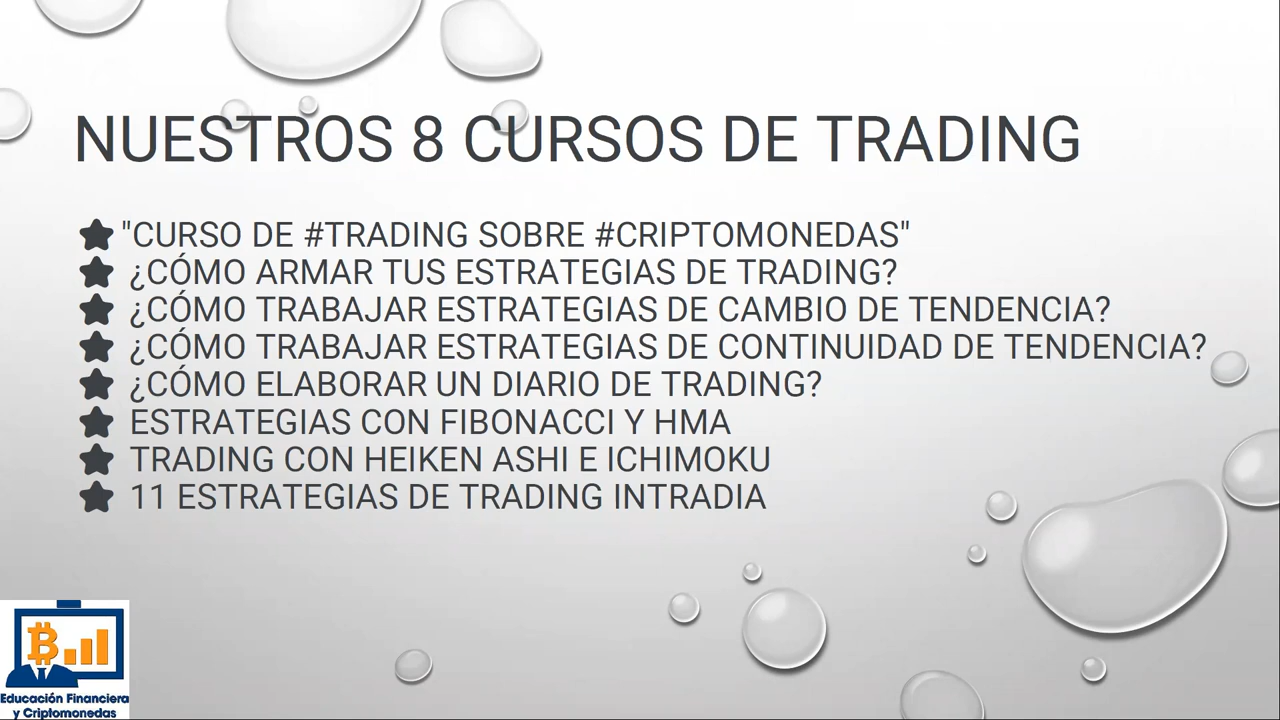 NUESTROS 8 CURSOS DE TRADING
"CURSO DE #TRADING SOBRE #CRIPTOMONEDAS"
¿CÓMO ARMAR TUS ESTRATEGIAS DE TRADING?
¿CÓMO TRABAJAR ESTRATEGIAS DE CAMBIO DE TENDENCIA?
¿CÓMO TRABAJAR ESTRATEGIAS DE CONTINUIDAD DE TENDENCIA?
¿CÓMO ELABORAR UN DIARIO DE TRADING?
ESTRATEGIAS CON FIBONACCI Y HMA
TRADING CON HEIKEN ASHI E ICHIMOKU
11 ESTRATEGIAS DE TRADING INTRADIA
Educación Financiera
y Criptomonedas